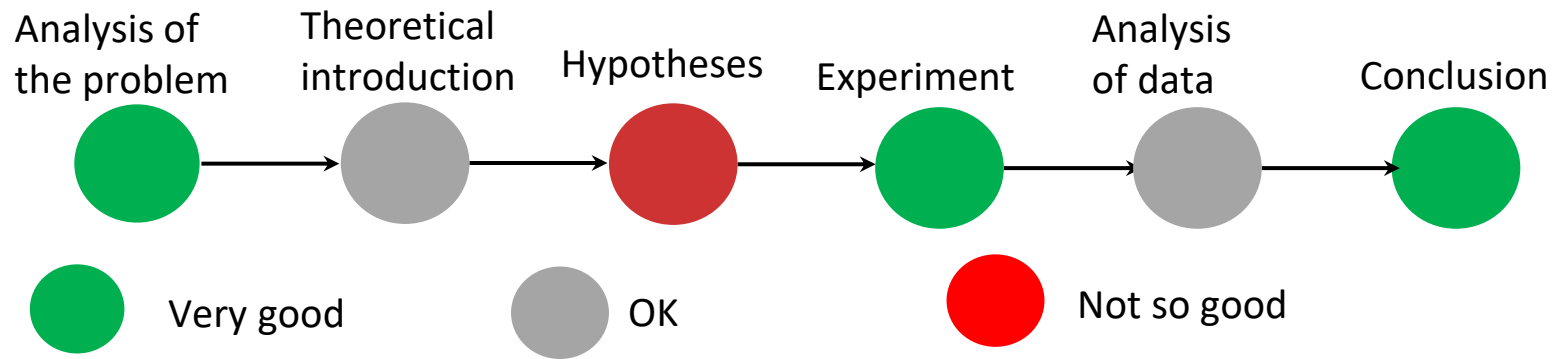 Analysis of
the problem
Theoretical
introduction
Hypotheses
Experiment
Analysis
of data
Conclusion
Very good
OK
Not so good